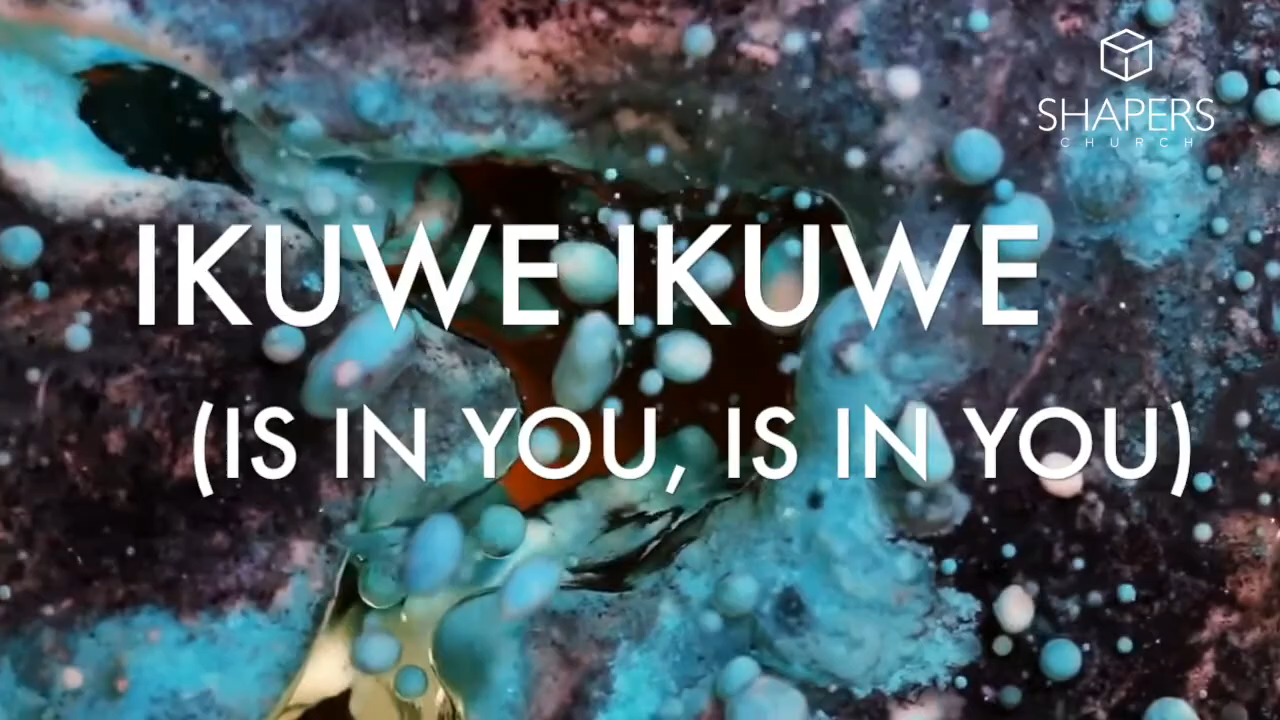 SHAPERS
CHURCH
IKUWE IKUWE
(IS IN YOU, IS IN YOU)